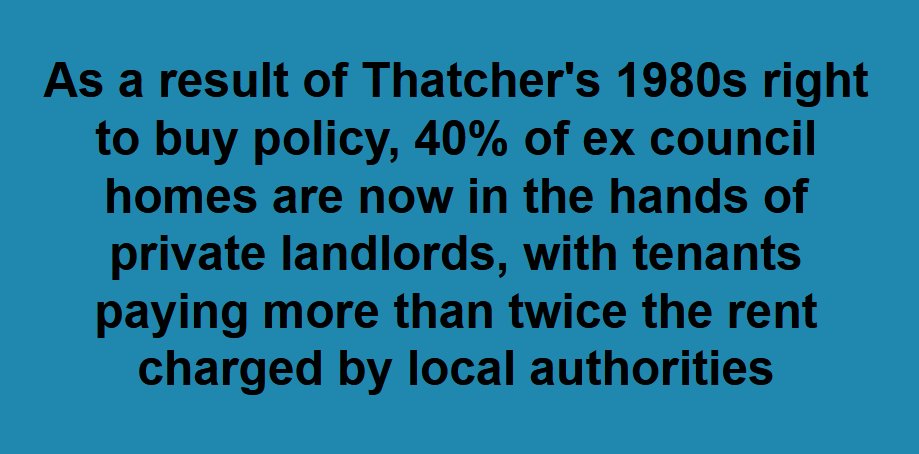 As a result of Thatcher's 1980s right
to buy policy, 40% of ex council
homes are now in the hands of
private landlords, with tenants
paying more than twice the rent
charged by local authorities